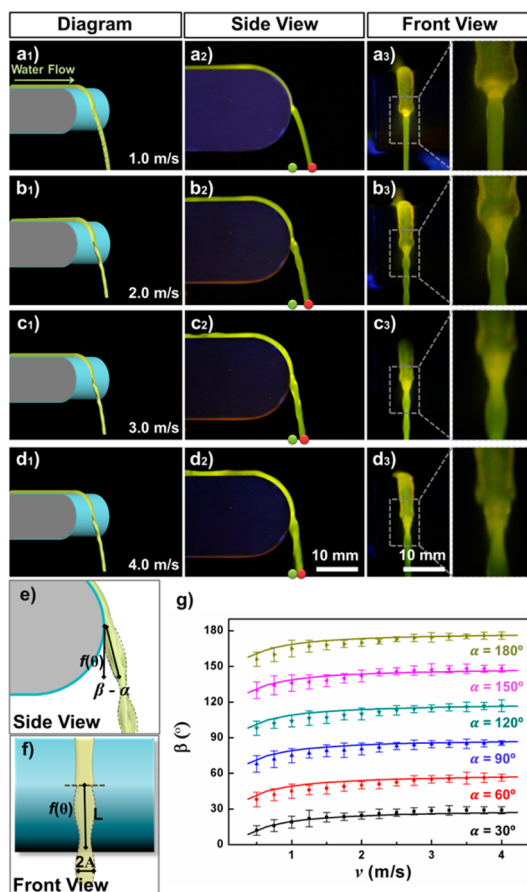 Diagram Side View Front View
a1) a2) a3)
Water Flow
1.0 m/s
b1) b2) b3)
2.0 m/s
c1) c2) c3)
3.0 m/s
d1) d2) d3)
4.0 m/s 10 mm 10 mm
e)
f(θ)
β - α
Side View
f)
f(θ) L
2A
Front View
g)
β (°)
180
150
120
90
60
30
0
α = 180°
α = 150°
α = 120°
α = 90°
α = 60°
α = 30°
1 2 3 4
v (m/s)